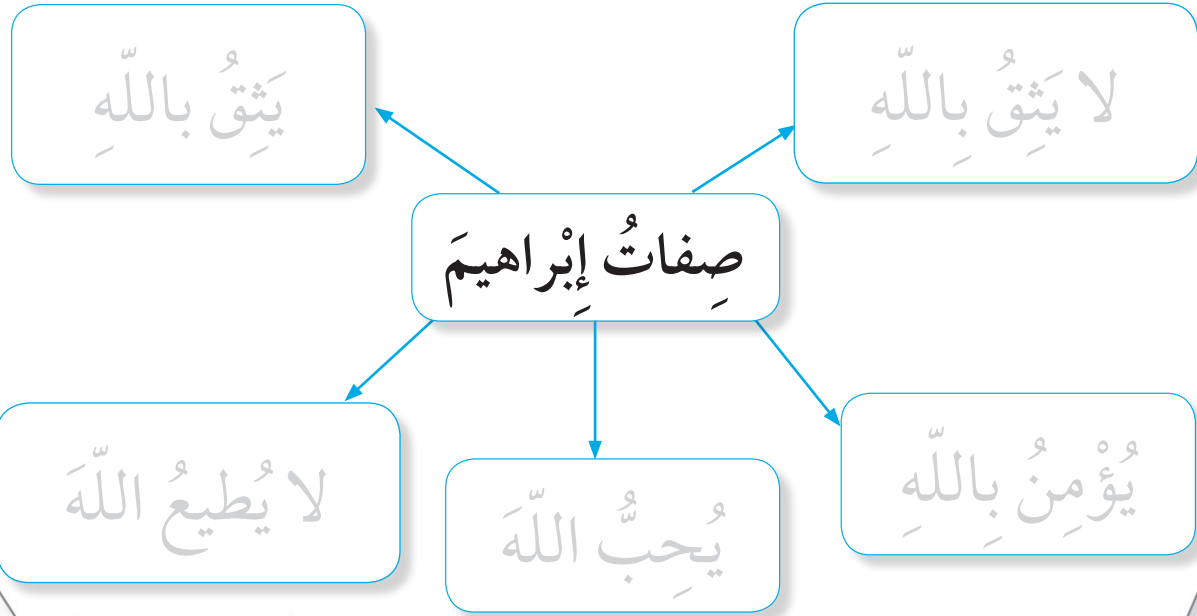 لا يَثِقُ بِاللّٰهِ
يَثِقُ باللّٰهِ
صِفاتُ إِبْراهيمَ
يُؤْمِنُ بِاللّٰهِ
يُحِبُّ اللّٰهَ
لا يُطيعُ اللّٰهَ